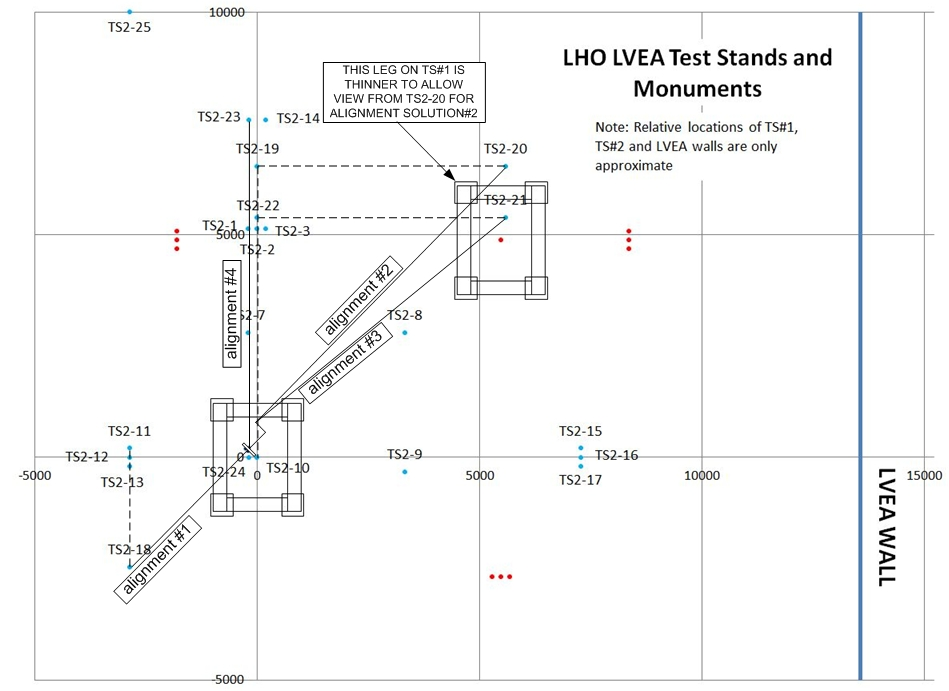 10000
TS2-25
LHO LVEA Test Stands and
Monuments
THIS LEG ON TS#1 IS
THINNER TO ALLOW
VIEW FROM TS2-20 FOR
ALIGNMENT SOLUTION#2
TS2-23
TS2-14
Note: Relative locations of TS#1,
TS#2 and LVEA walls are only
approximate
TS2-19
TS2-20
TS2-22
TS2-21
TS2-1
TS2-3
5000
TS2-2
alignment #4
alignment #2
S2-7
TS2-8
alignment #3
TS2-11
TS2-15
TS2-12
0
TS2-9
TS2-16
TS2-24
TS2-10
-5000
0
5000
10000
15000
TS2-13
TS2-17
LVEA WALL
TS2-18
alignment #1
-5000